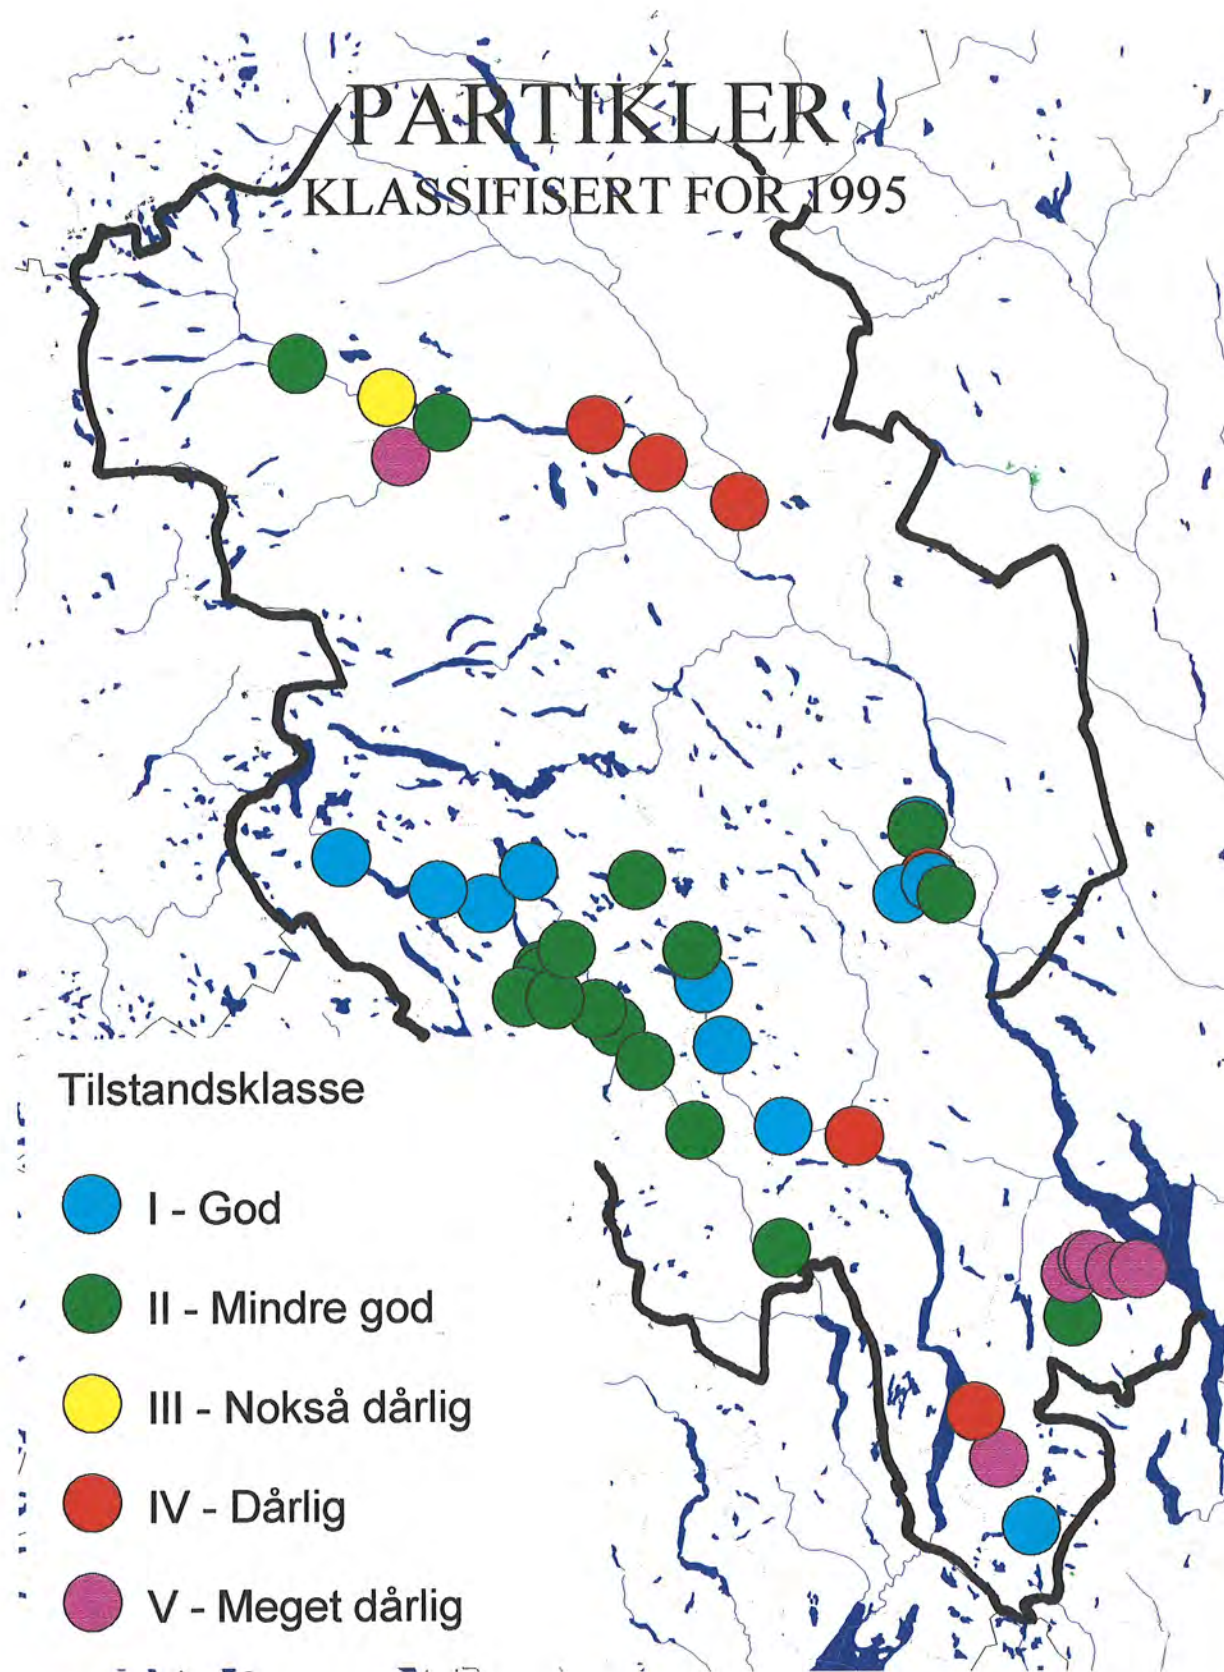 PARTIKLER
KLASSIFISERT FOR 1995
Tilstandsklasse
I - God
II - Mindre god
III - Nokså dårlig
IV - Dårlig
V - Meget dårlig